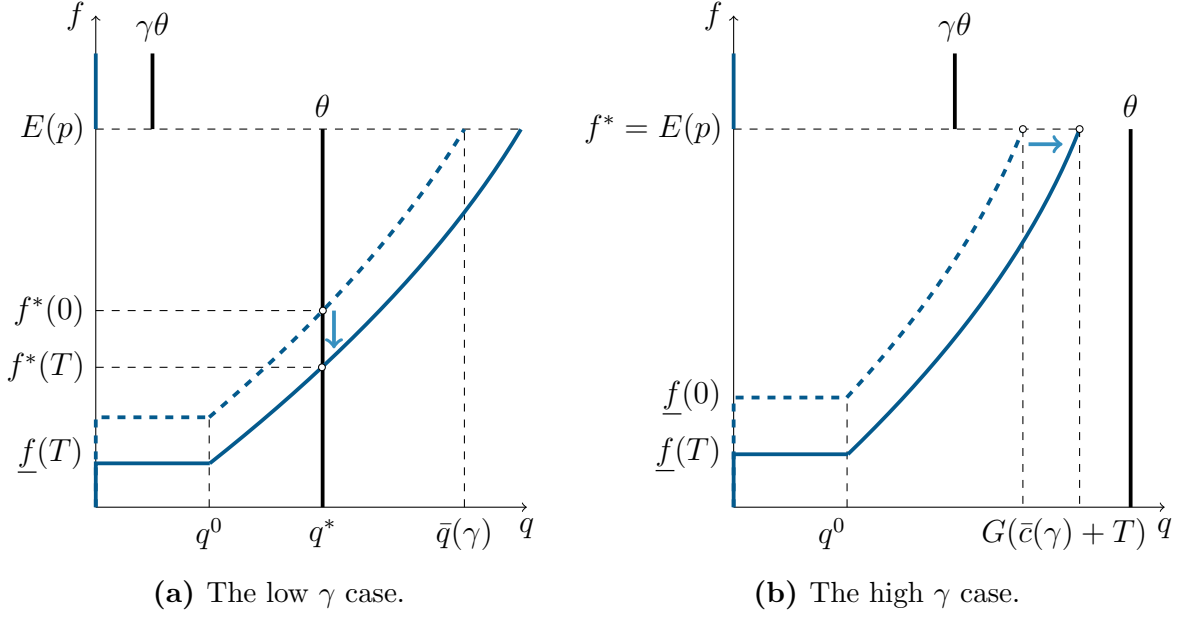 f
γθ
θ
E(p)
f*(0)
f*(T)
f(T)
q⁰
q*
q̄(γ)
q
(a) The low γ case.
f
γθ
θ
f* = E(p)
f(0)
f(T)
q⁰
G(c̄(γ) + T)
q
(b) The high γ case.